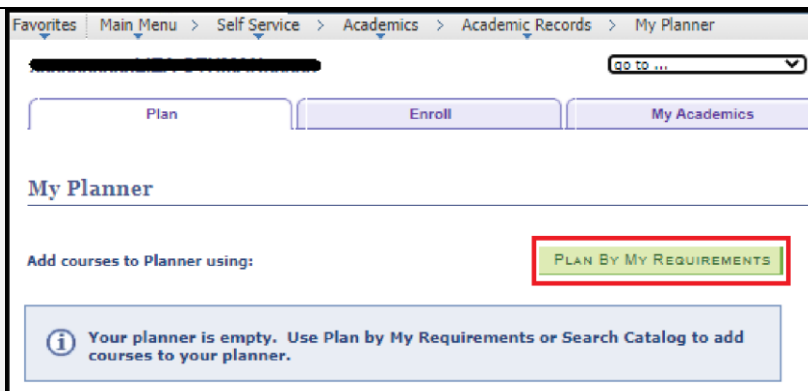 Favorites Main Menu > Self Service > Academics > Academic Records > My Planner
go to ...
Plan Enroll My Academics
My Planner
Add courses to Planner using: PLAN BY MY REQUIREMENTS
Your planner is empty. Use Plan by My Requirements or Search Catalog to add
courses to your planner.